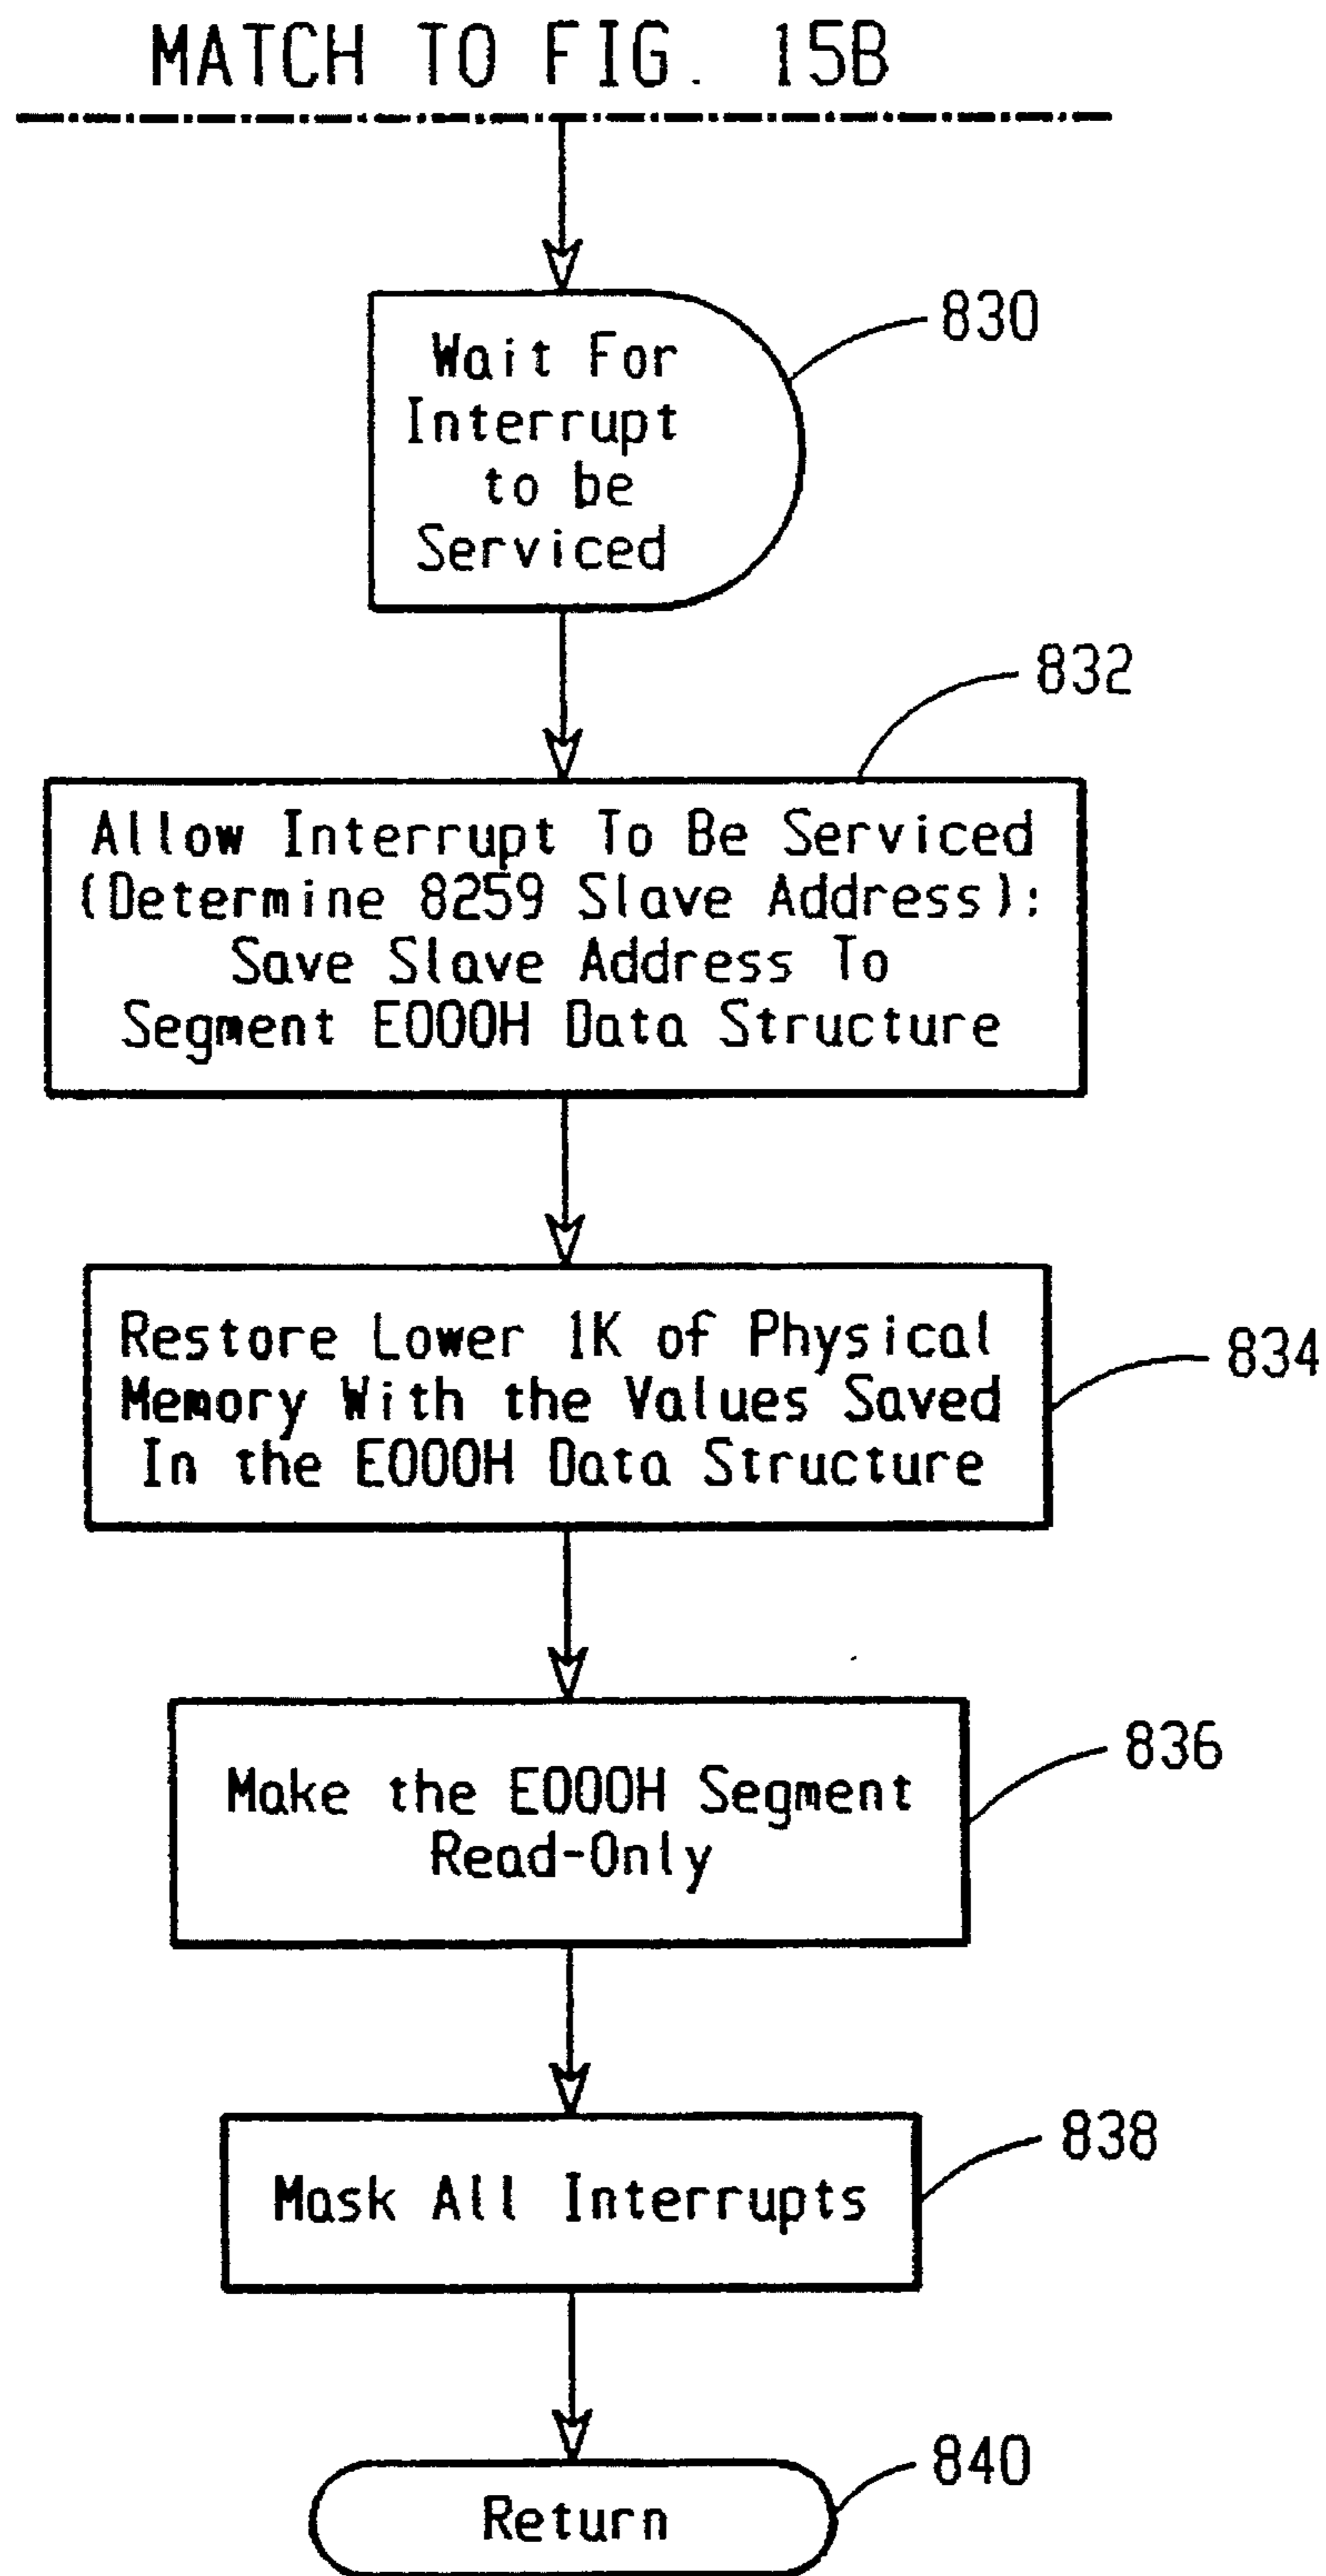 MATCH TO FIG. 15B
830
Wait For
Interrupt
to be
Serviced
832
Allow Interrupt To Be Serviced
(Determine 8259 Slave Address):
Save Slave Address To
Segment E000H Data Structure
Restore Lower 1K of Physical
Memory With the Values Saved
In the E000H Data Structure
834
Make the E000H Segment
Read-Only
836
Mask All Interrupts
838
Return
840